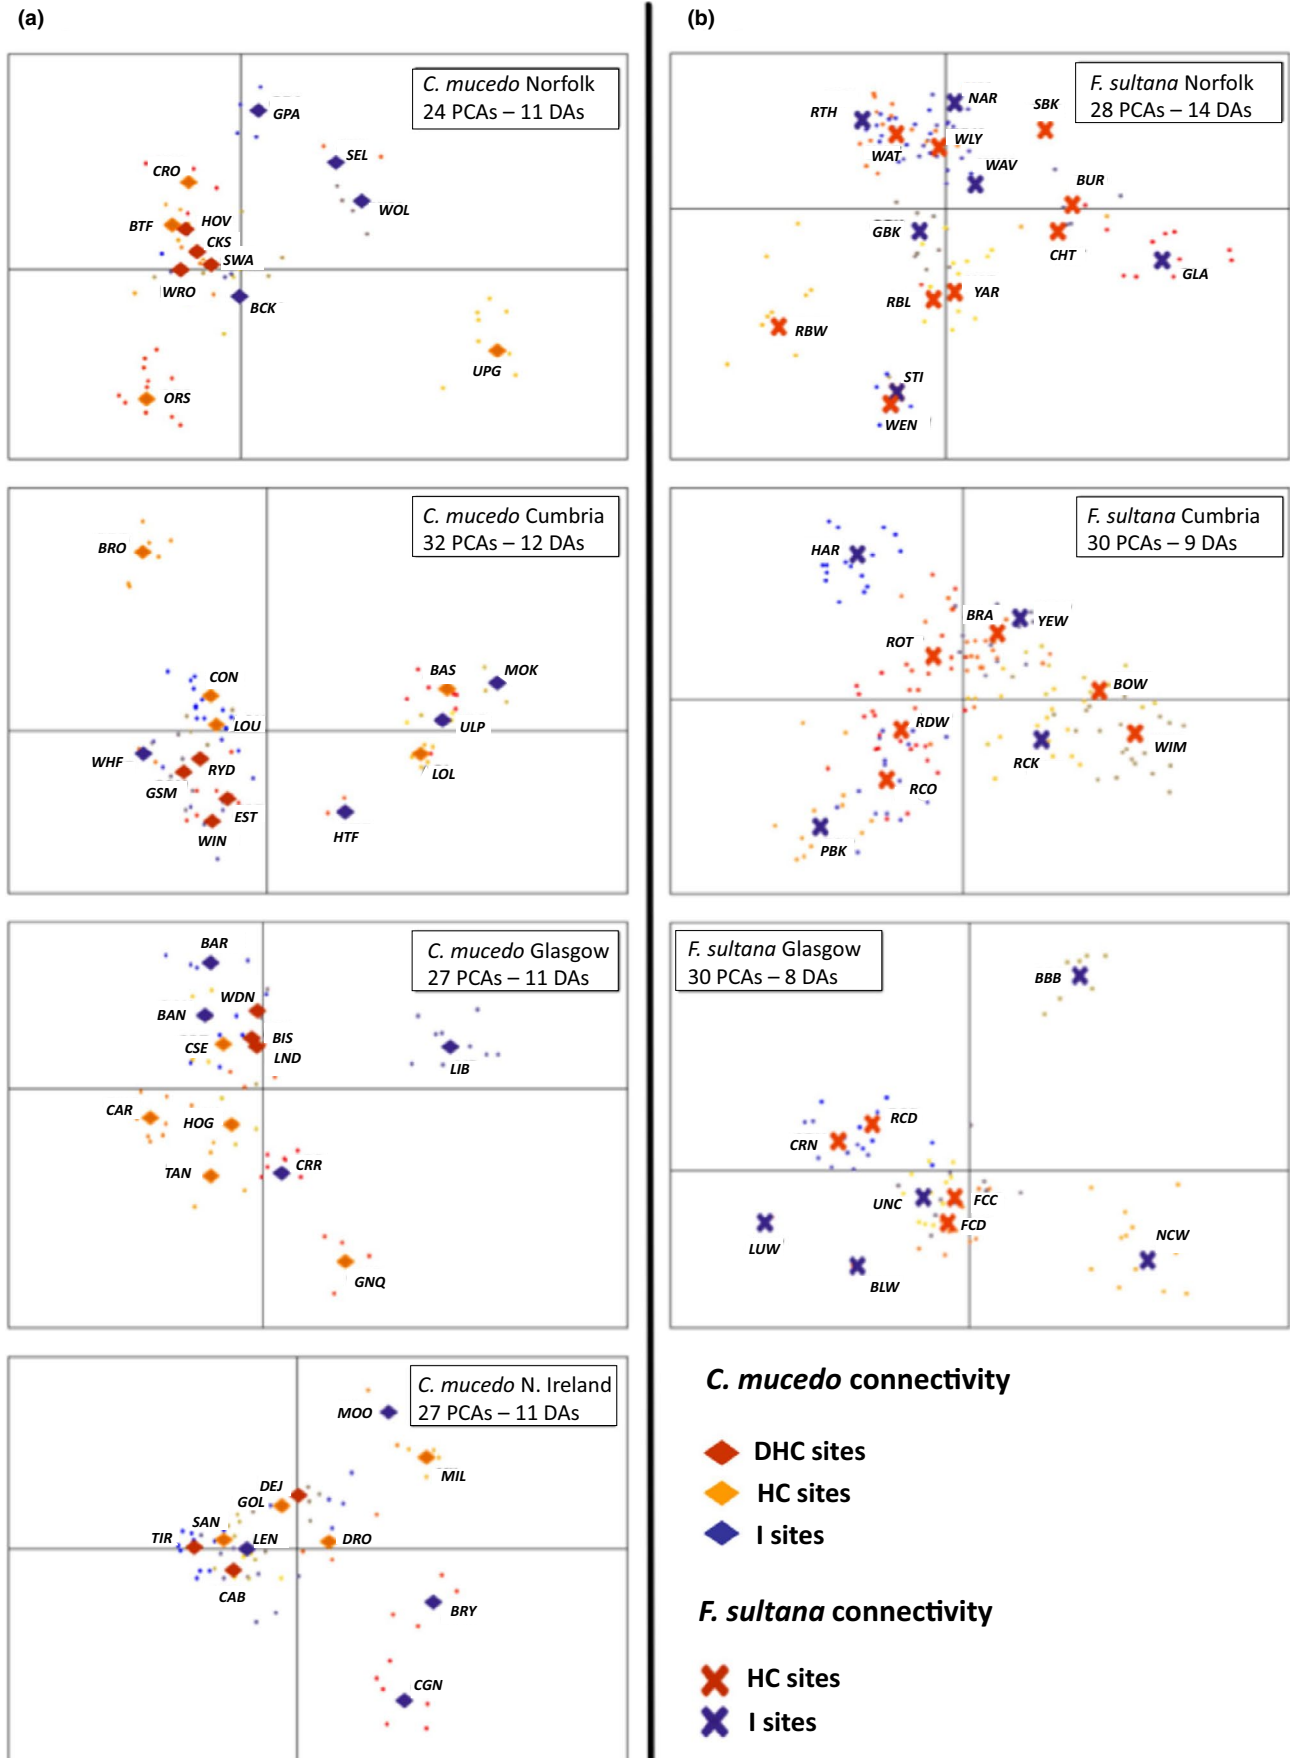 (a)
C. mucedo Norfolk
24 PCAs – 11 DAs
GPA
SEL
WOL
CRO
BTF
HOV
CKS
SWA
WRO
BCK
UPG
ORS
C. mucedo Cumbria
32 PCAs – 12 DAs
BRO
CON
LOU
BAS
MOK
ULP
WHF
RYD
GSM
LOL
EST
WIN
HTF
C. mucedo Glasgow
27 PCAs – 11 DAs
BAR
WDN
BAN
BIS
CSE
LND
LIB
CAR
HOG
TAN
CRR
GNQ
C. mucedo N. Ireland
27 PCAs – 11 DAs
MOO
MIL
DEJ
GOL
SAN
TIR
LEN
DRO
CAB
BRY
CGN
(b)
F. sultana Norfolk
28 PCAs – 14 DAs
RTH
NAR
SBK
WAT
WLY
WAV
BUR
GBK
CHT
GLA
RBL
YAR
RBW
STI
WEN
F. sultana Cumbria
30 PCAs – 9 DAs
HAR
BRA
YEW
ROT
BOW
RDW
WIM
RCK
RCO
PBK
F. sultana Glasgow
30 PCAs – 8 DAs
BBB
RCD
CRN
UNC
FCC
FCD
LUW
NCW
BLW
C. mucedo connectivity
DHC sites
HC sites
I sites
F. sultana connectivity
HC sites
I sites